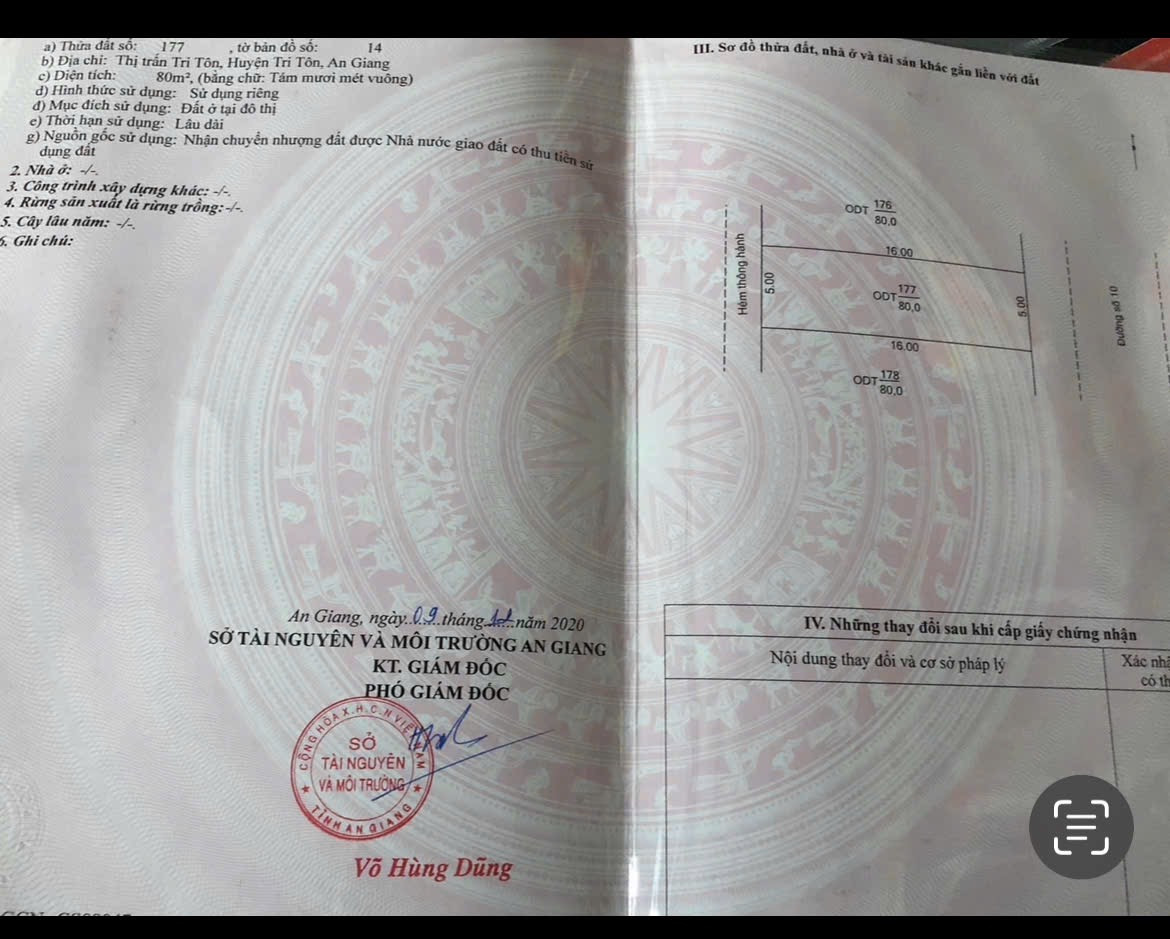 a) Thửa đất số: 177 , tờ bản đồ số: 14
b) Địa chỉ: Thị trấn Tri Tôn, Huyện Tri Tôn, An Giang
c) Diện tích: 80m², (bằng chữ: Tám mươi mét vuông)
d) Hình thức sử dụng: Sử dụng riêng
đ) Mục đích sử dụng: Đất ở tại đô thị
e) Thời hạn sử dụng: Lâu dài
g) Nguồn gốc sử dụng: Nhận chuyển nhượng đất được Nhà nước giao đất có thu tiền sử
dụng đất
2. Nhà ở: -/-.
3. Công trình xây dựng khác: -/-.
4. Rừng sản xuất là rừng trồng: -/-.
5. Cây lâu năm: -/-.
6. Ghi chú:
An Giang, ngày 09 tháng năm 2020
SỞ TÀI NGUYÊN VÀ MÔI TRƯỜNG AN GIANG
KT. GIÁM ĐỐC
PHÓ GIÁM ĐỐC
CỘNG HÒA X.H.C.N VIỆT NAM
SỞ
TÀI NGUYÊN
VÀ MÔI TRƯỜNG
TỈNH AN GIANG
Võ Hùng Dũng
III. Sơ đồ thửa đất, nhà ở và tài sản khác gắn liền với đất
ODT 176
80,0
16.00
Hẻm thông hành
5.00
ODT 177
80,0
5.00
Đường số 10
16.00
ODT 178
80,0
IV. Những thay đổi sau khi cấp giấy chứng nhận
Nội dung thay đổi và cơ sở pháp lý
Xác nh
có th